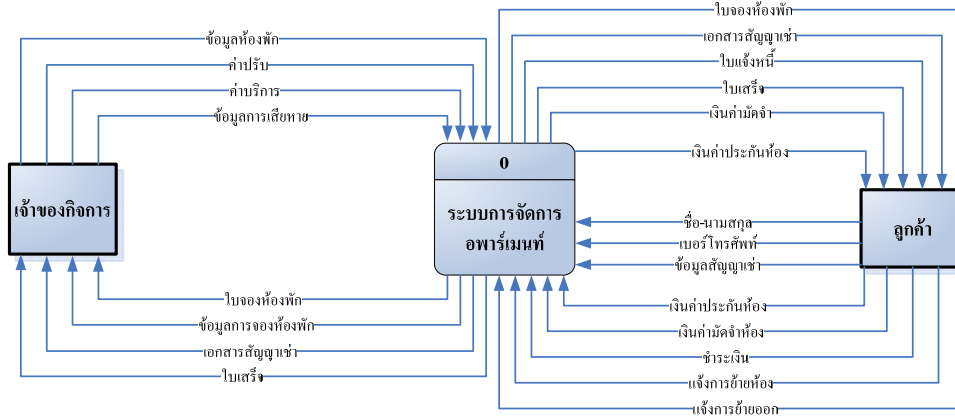 ใบจองห้องพัก
เอกสารสัญญาเช่า
ใบแจ้งหนี้
ใบเสร็จ
เงินค่ามัดจำ
เงินค่าประกันห้อง
ข้อมูลห้องพัก
ค่าปรับ
ค่าบริการ
ข้อมูลการเสียหาย
0
ระบบการจัดการ
อพาร์เมนท์
เจ้าของกิจการ
ลูกค้า
ชื่อ-นามสกุล
เบอร์โทรศัพท์
ข้อมูลสัญญาเช่า
ใบจองห้องพัก
ข้อมูลการจองห้องพัก
เอกสารสัญญาเช่า
ใบเสร็จ
เงินค่าประกันห้อง
เงินค่ามัดจำห้อง
ชำระเงิน
แจ้งการย้ายห้อง
แจ้งการย้ายออก